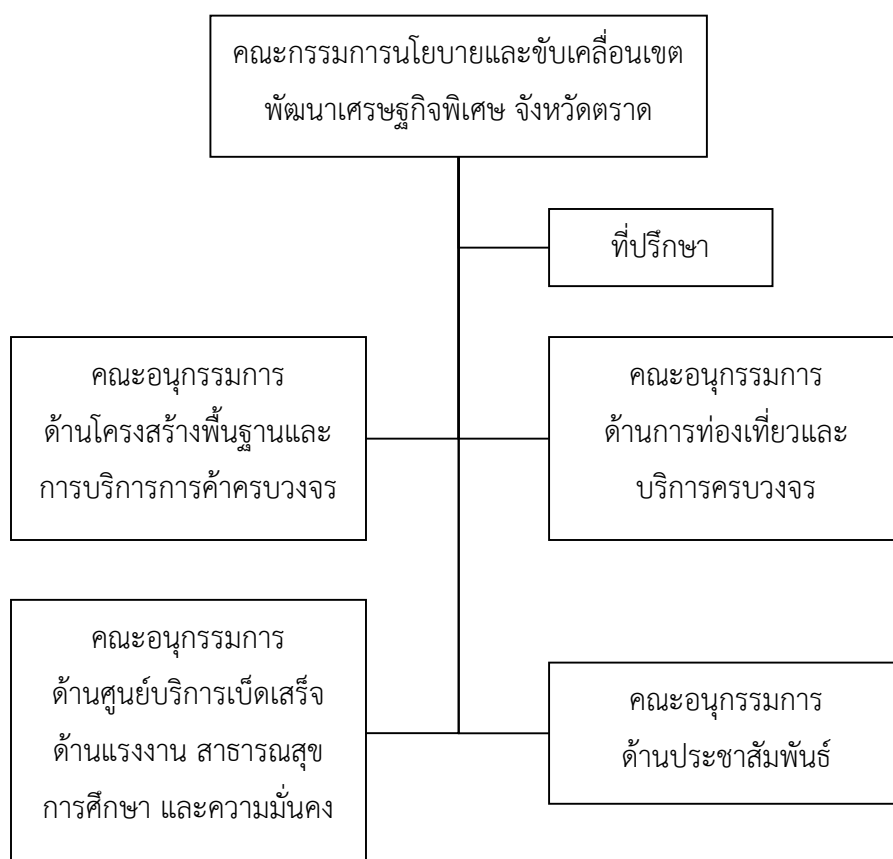 คณะกรรมการนโยบายและขับเคลื่อนเขต
พัฒนาเศรษฐกิจพิเศษ จังหวัดตราด
ที่ปรึกษา
คณะอนุกรรมการ
ด้านโครงสร้างพื้นฐานและ
การบริการการค้าครบวงจร
คณะอนุกรรมการ
ด้านการท่องเที่ยวและ
บริการครบวงจร
คณะอนุกรรมการ
ด้านศูนย์บริการเบ็ดเสร็จ
ด้านแรงงาน สาธารณสุข
การศึกษา และความมั่นคง
คณะอนุกรรมการ
ด้านประชาสัมพันธ์